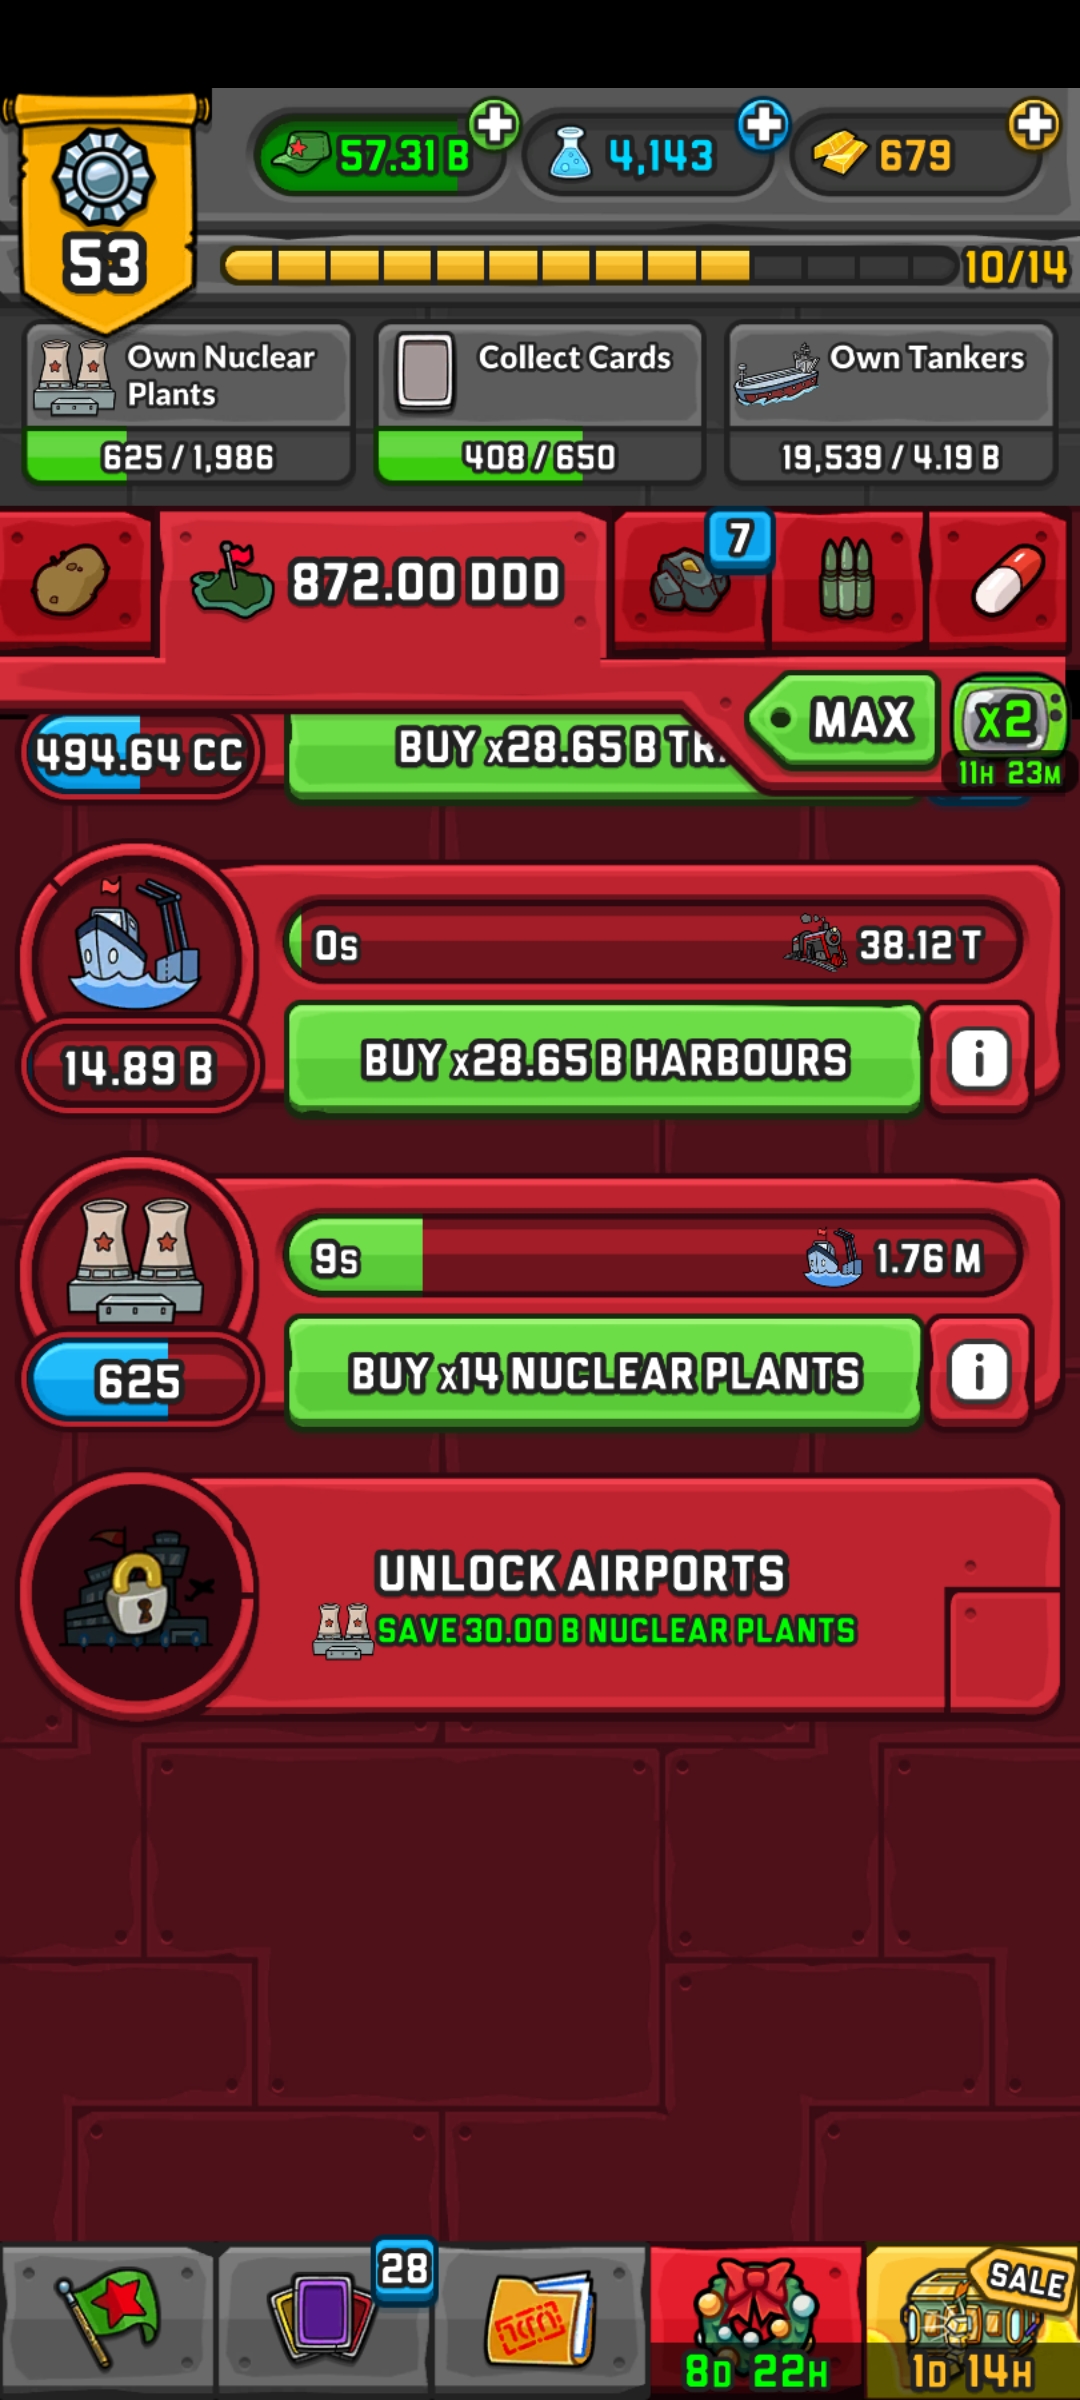 57.31 B
4,143
679
53
10/14
Own Nuclear
Plants
Collect Cards
Own Tankers
625 / 1,986
408 / 650
19,539 / 4.19 B
872.00 DDD
7
MAX
x2
11H 23M
494.64 CC
BUY x28.65 B
0s
38.12 T
14.89 B
BUY x28.65 B HARBOURS
i
9s
1.76 M
625
BUY x14 NUCLEAR PLANTS
i
UNLOCK AIRPORTS
SAVE 30.00 B NUCLEAR PLANTS
28
SALE
8D 22H
1D 14H